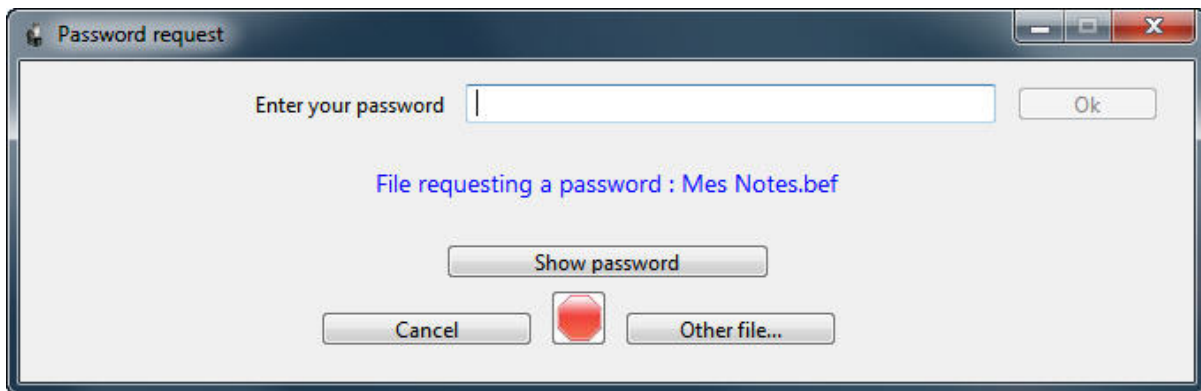 Password request
Enter your password
Ok
File requesting a password : Mes Notes.bef
Show password
Cancel
Other file...